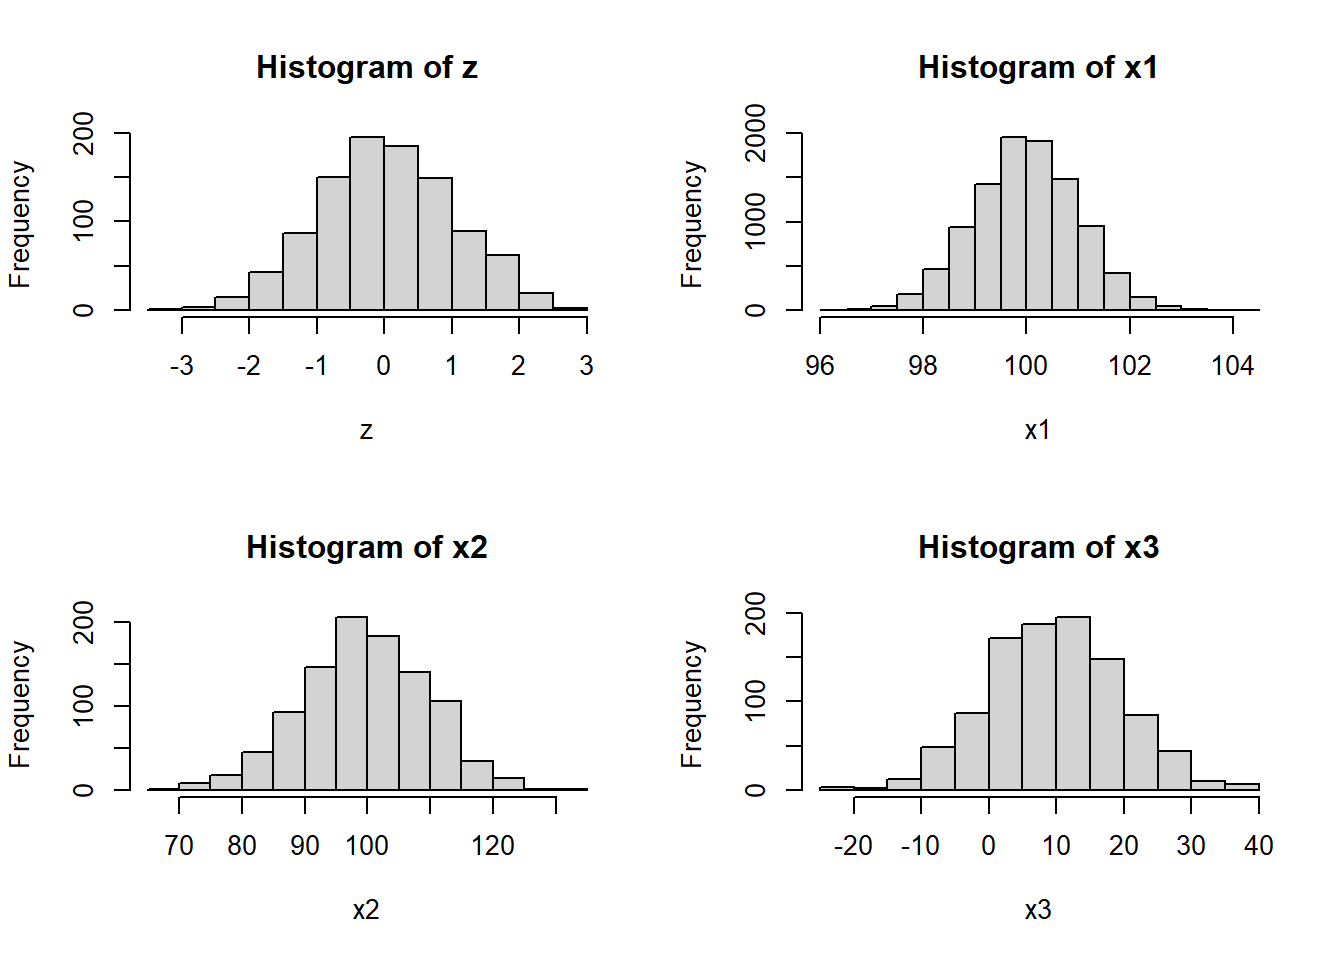 Histogram of z
Frequency
0 100 200
-3 -2 -1 0 1 2 3
z
Histogram of x1
Frequency
0 1000 2000
96 98 100 102 104
x1
Histogram of x2
Frequency
0 100 200
70 80 90 100 120
x2
Histogram of x3
Frequency
0 100 200
-20 -10 0 10 20 30 40
x3